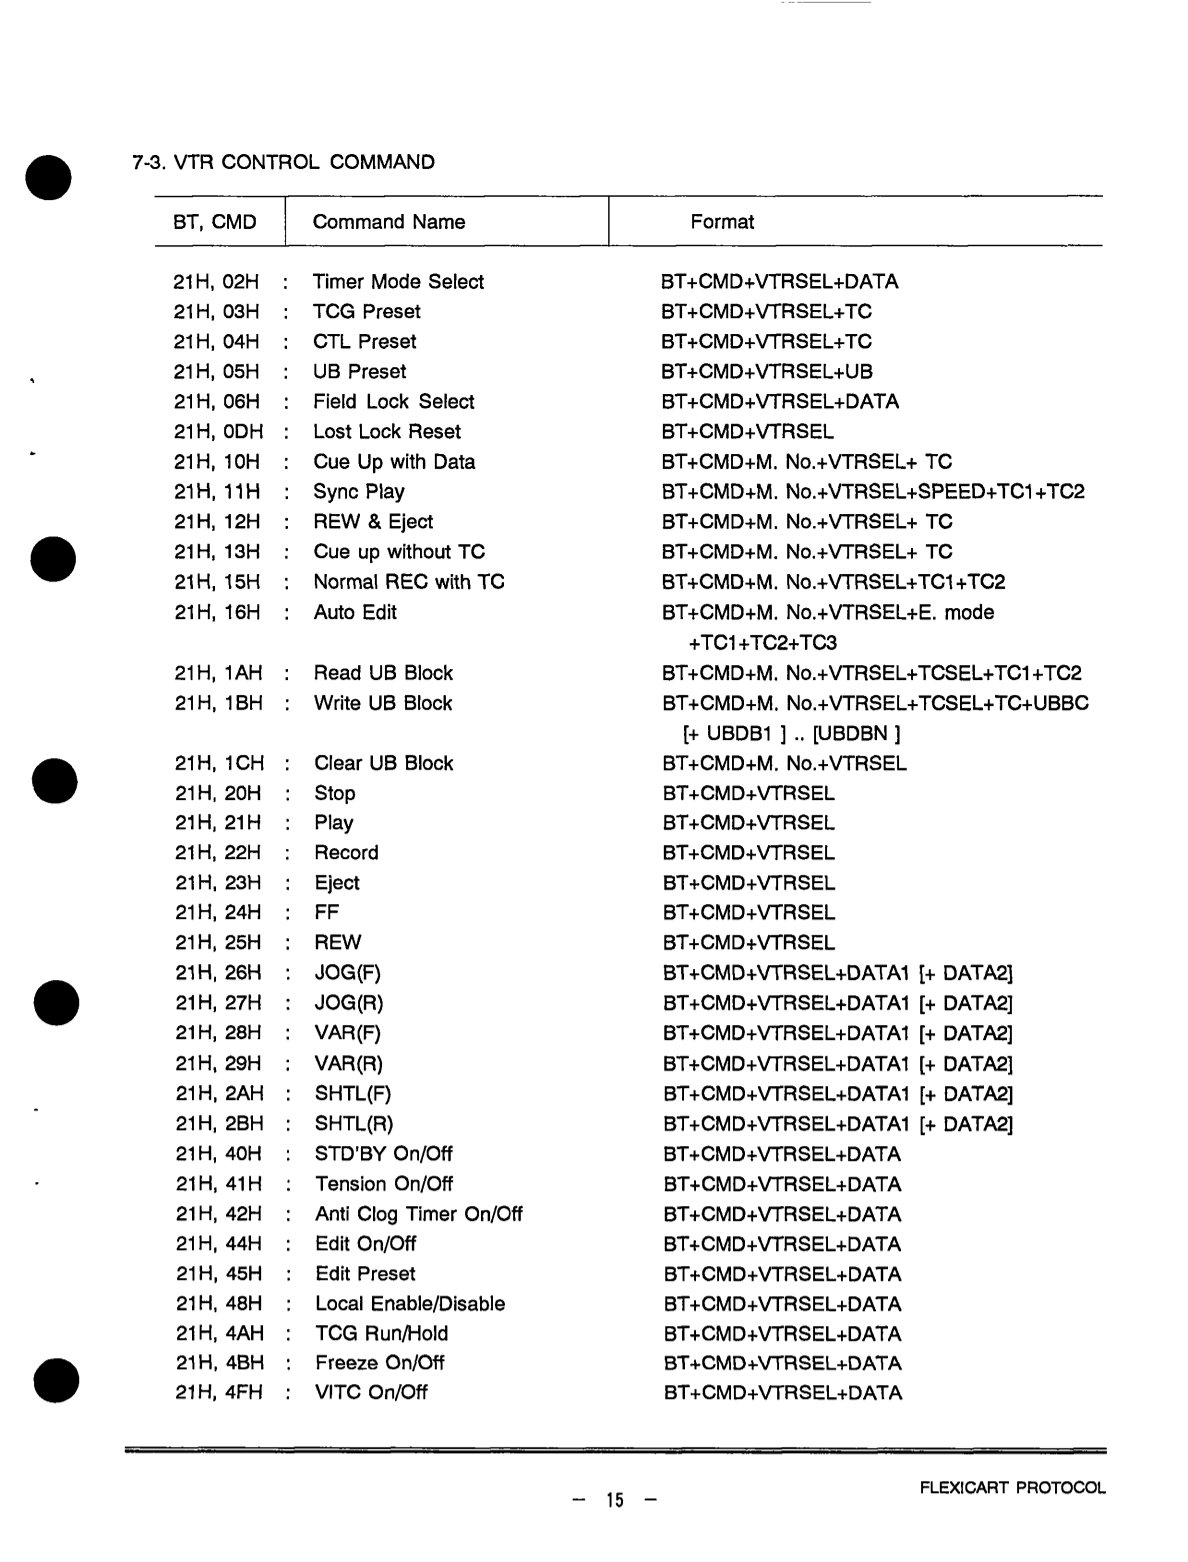 7-3. VTR CONTROL COMMAND
BT, CMD Command Name Format
21H, 02H : Timer Mode Select BT+CMD+VTRSEL+DATA
21H, 03H : TCG Preset BT+CMD+VTRSEL+TC
21H, 04H : CTL Preset BT+CMD+VTRSEL+TC
21H, 05H : UB Preset BT+CMD+VTRSEL+UB
21H, 06H : Field Lock Select BT+CMD+VTRSEL+DATA
21H, 0DH : Lost Lock Reset BT+CMD+VTRSEL
21H, 10H : Cue Up with Data BT+CMD+M. No.+VTRSEL+ TC
21H, 11H : Sync Play BT+CMD+M. No.+VTRSEL+SPEED+TC1+TC2
21H, 12H : REW & Eject BT+CMD+M. No.+VTRSEL+ TC
21H, 13H : Cue up without TC BT+CMD+M. No.+VTRSEL+ TC
21H, 15H : Normal REC with TC BT+CMD+M. No.+VTRSEL+TC1+TC2
21H, 16H : Auto Edit BT+CMD+M. No.+VTRSEL+E. mode
+TC1+TC2+TC3
21H, 1AH : Read UB Block BT+CMD+M. No.+VTRSEL+TCSEL+TC1+TC2
21H, 1BH : Write UB Block BT+CMD+M. No.+VTRSEL+TCSEL+TC+UBBC
[+ UBDB1 ] .. [UBDBN ]
21H, 1CH : Clear UB Block BT+CMD+M. No.+VTRSEL
21H, 20H : Stop BT+CMD+VTRSEL
21H, 21H : Play BT+CMD+VTRSEL
21H, 22H : Record BT+CMD+VTRSEL
21H, 23H : Eject BT+CMD+VTRSEL
21H, 24H : FF BT+CMD+VTRSEL
21H, 25H : REW BT+CMD+VTRSEL
21H, 26H : JOG(F) BT+CMD+VTRSEL+DATA1 [+ DATA2]
21H, 27H : JOG(R) BT+CMD+VTRSEL+DATA1 [+ DATA2]
21H, 28H : VAR(F) BT+CMD+VTRSEL+DATA1 [+ DATA2]
21H, 29H : VAR(R) BT+CMD+VTRSEL+DATA1 [+ DATA2]
21H, 2AH : SHTL(F) BT+CMD+VTRSEL+DATA1 [+ DATA2]
21H, 2BH : SHTL(R) BT+CMD+VTRSEL+DATA1 [+ DATA2]
21H, 40H : STD'BY On/Off BT+CMD+VTRSEL+DATA
21H, 41H : Tension On/Off BT+CMD+VTRSEL+DATA
21H, 42H : Anti Clog Timer On/Off BT+CMD+VTRSEL+DATA
21H, 44H : Edit On/Off BT+CMD+VTRSEL+DATA
21H, 45H : Edit Preset BT+CMD+VTRSEL+DATA
21H, 48H : Local Enable/Disable BT+CMD+VTRSEL+DATA
21H, 4AH : TCG Run/Hold BT+CMD+VTRSEL+DATA
21H, 4BH : Freeze On/Off BT+CMD+VTRSEL+DATA
21H, 4FH : VITC On/Off BT+CMD+VTRSEL+DATA
FLEXICART PROTOCOL
— 15 —